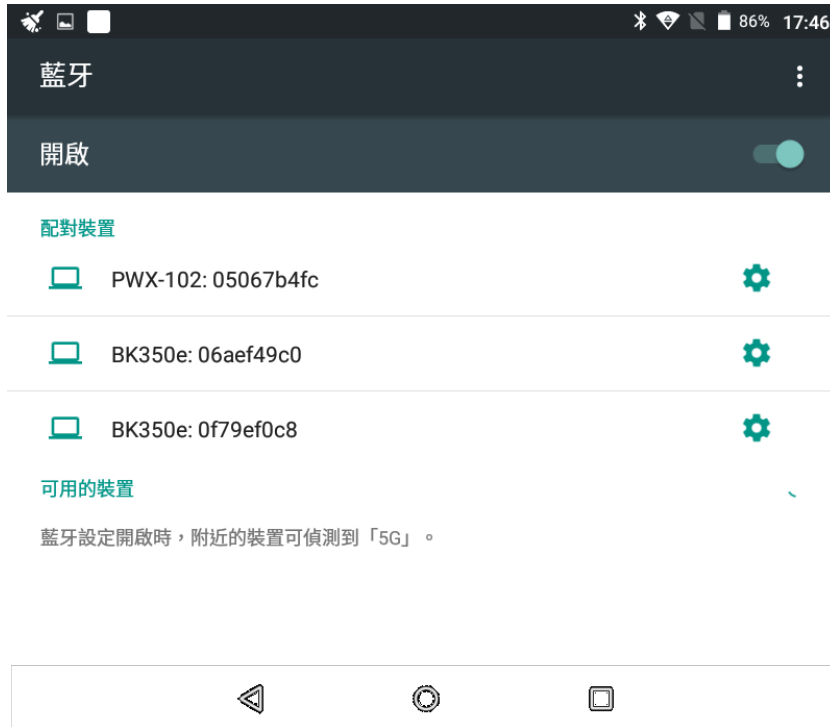 86% 17:46
藍牙
開啟
配對裝置
PWX-102: 05067b4fc
BK350e: 06aef49c0
BK350e: 0f79ef0c8
可用的裝置
藍牙設定開啟時，附近的裝置可偵測到「5G」。